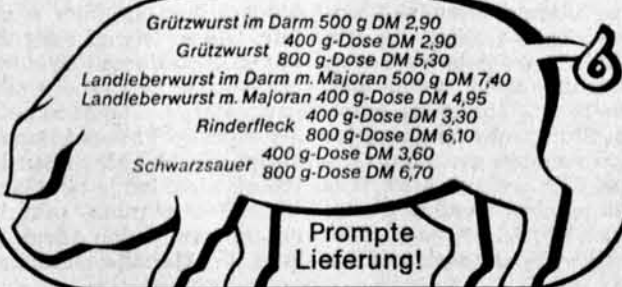 Grützwurst im Darm 500 g DM 2,90
Grützwurst 400 g-Dose DM 2,90
800 g-Dose DM 5,30
Landleberwurst im Darm m. Majoran 500 g DM 7,40
Landleberwurst m. Majoran 400 g-Dose DM 4,95
Rinderfleck 400 g-Dose DM 3,30
800 g-Dose DM 6,10
Schwarzsauer 400 g-Dose DM 3,60
800 g-Dose DM 6,70
Prompte
Lieferung!